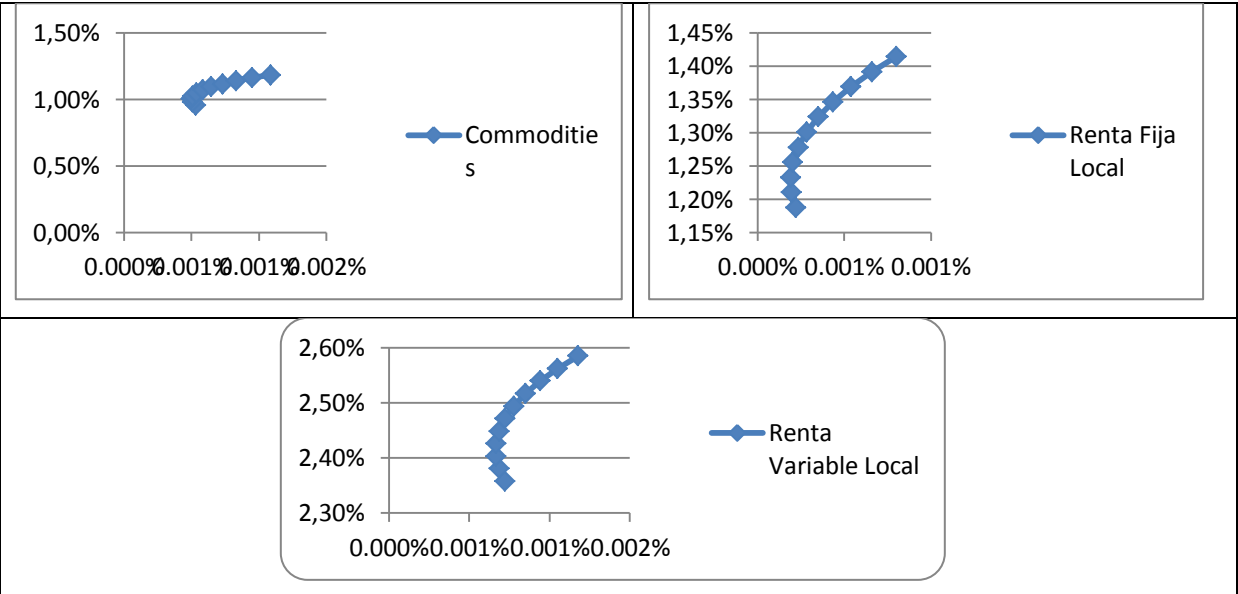 1,50%
1,00%
0,50%
0,00%
0.000% 0.001% 0.001% 0.002%
Commoditie
s
1,45%
1,40%
1,35%
1,30%
1,25%
1,20%
1,15%
0.000% 0.001% 0.001%
Renta Fija
Local
2,60%
2,50%
2,40%
2,30%
0.000% 0.001% 0.001% 0.002%
Renta
Variable Local